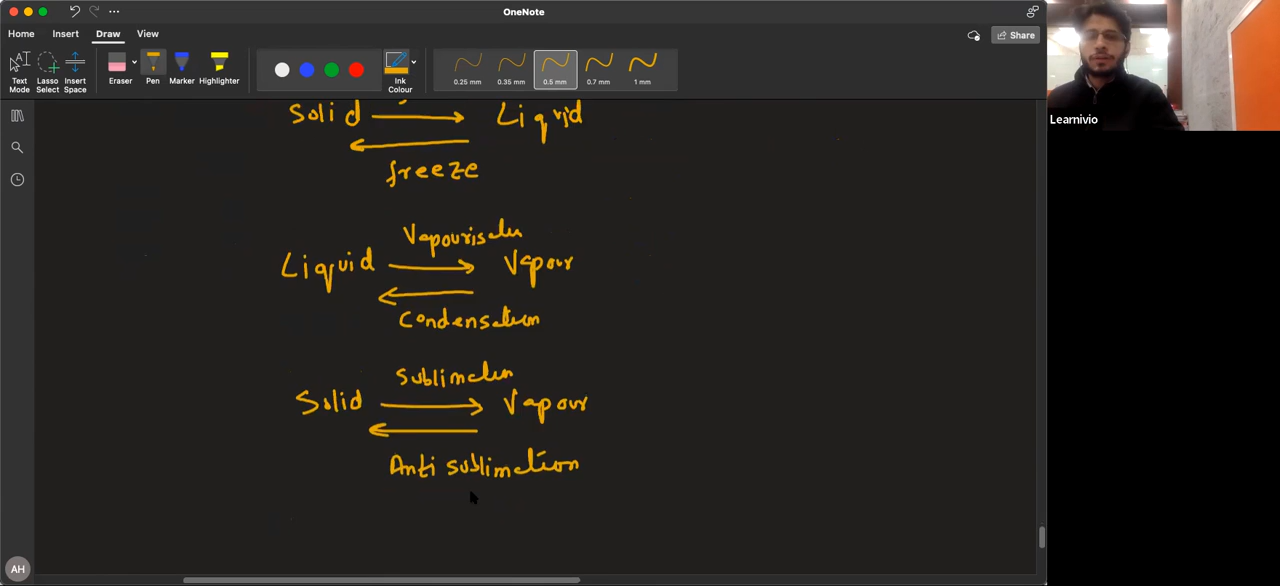 OneNote
Home Insert Draw View
Share
Text Mode
Lasso Select
Insert Space
Eraser
Pen
Marker
Highlighter
Ink Colour
0.25 mm
0.35 mm
0.5 mm
0.7 mm
1 mm
Learnivio
Solid Liquid
freeze
Vapourisation
Liquid Vapour
Condensation
Sublimation
Solid Vapour
Anti sublimation
AH